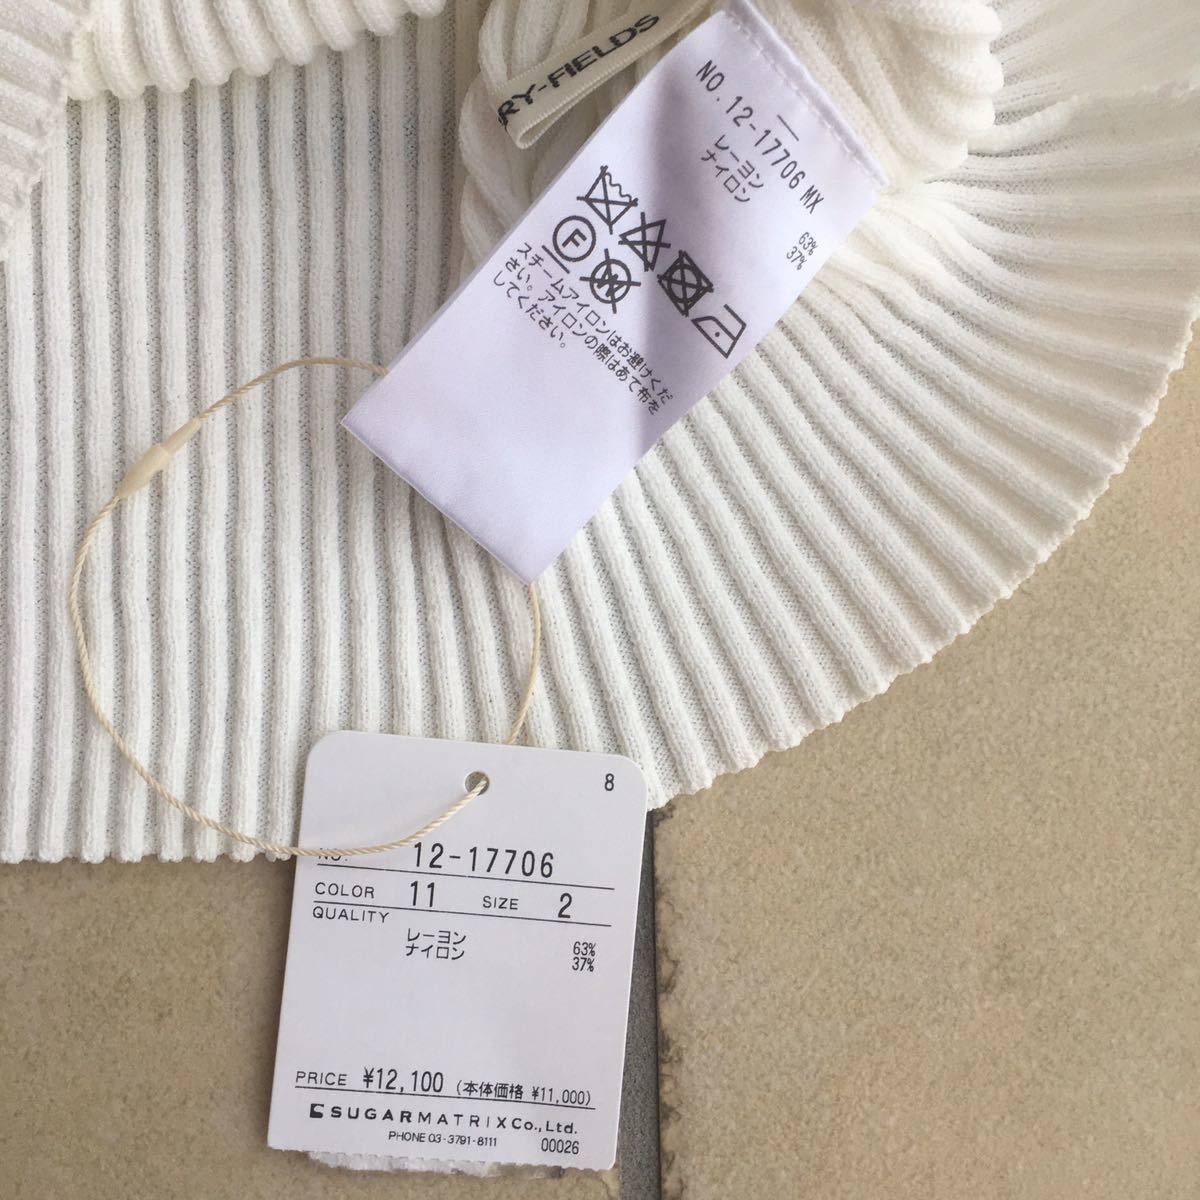 RY-FIELDS
NO.12-17706 MX
レーヨン 63%
ナイロン 37%
F
W
スチームアイロンはお避けくだ
さい。アイロンの際はあて布を
してください。
8
NO. 12-17706
COLOR 11 SIZE 2
QUALITY
レーヨン 63%
ナイロン 37%
PRICE ¥12,100 (本体価格 ¥11,000)
SUGARMATRIX Co., Ltd.
PHONE 03-3791-8111 00026